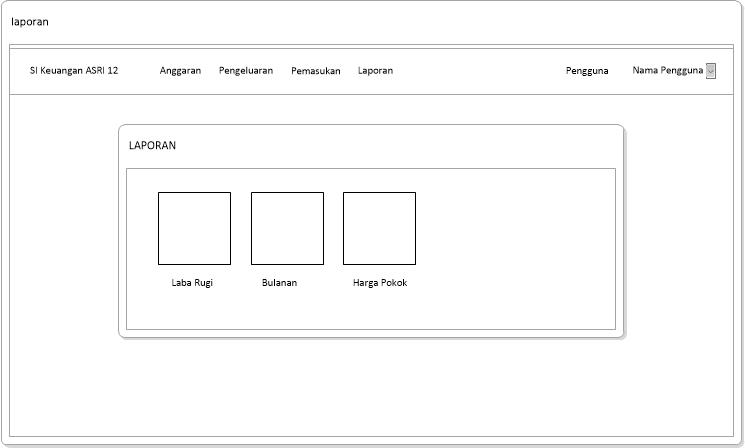 laporan
SI Keuangan ASRI 12 Anggaran Pengeluaran Pemasukan Laporan Pengguna Nama Pengguna
LAPORAN
Laba Rugi Bulanan Harga Pokok